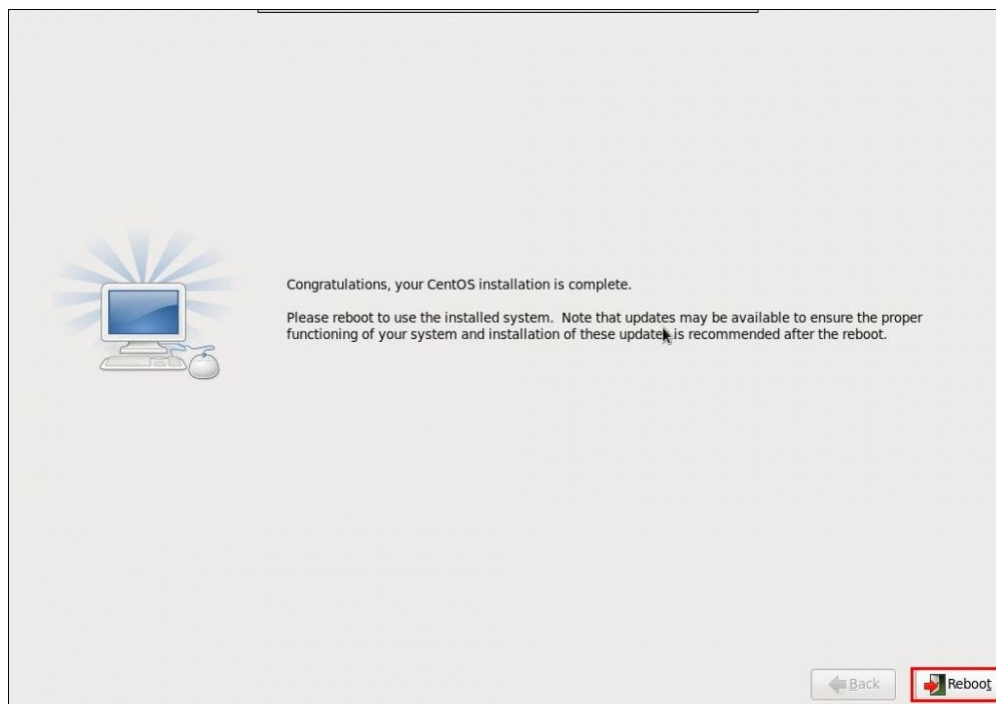 Congratulations, your CentOS installation is complete.
Please reboot to use the installed system.  Note that updates may be available to ensure the proper
functioning of your system and installation of these updates is recommended after the reboot.
Back
Reboot